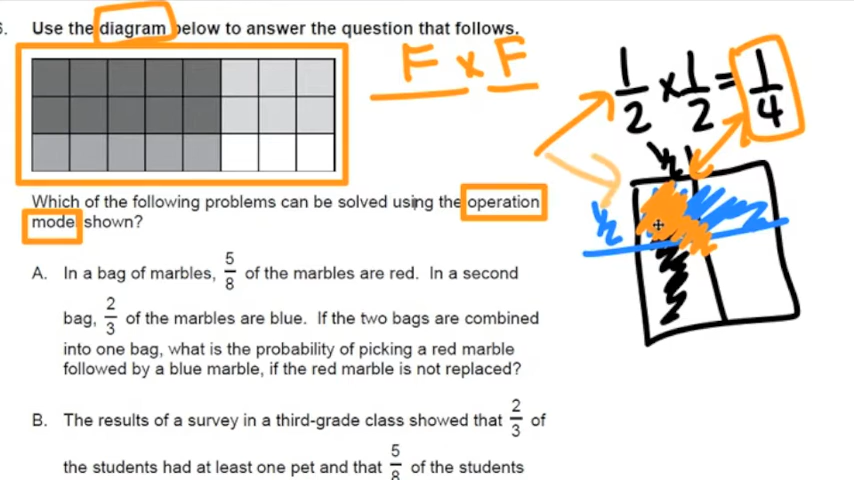 6. Use the diagram below to answer the question that follows.
F x F
1/2 x 1/2 = 1/4
1/2
1/2
Which of the following problems can be solved using the operation
model shown?
A. In a bag of marbles, 5/8 of the marbles are red. In a second
bag, 2/3 of the marbles are blue. If the two bags are combined
into one bag, what is the probability of picking a red marble
followed by a blue marble, if the red marble is not replaced?
B. The results of a survey in a third-grade class showed that 2/3 of
the students had at least one pet and that 5/8 of the students